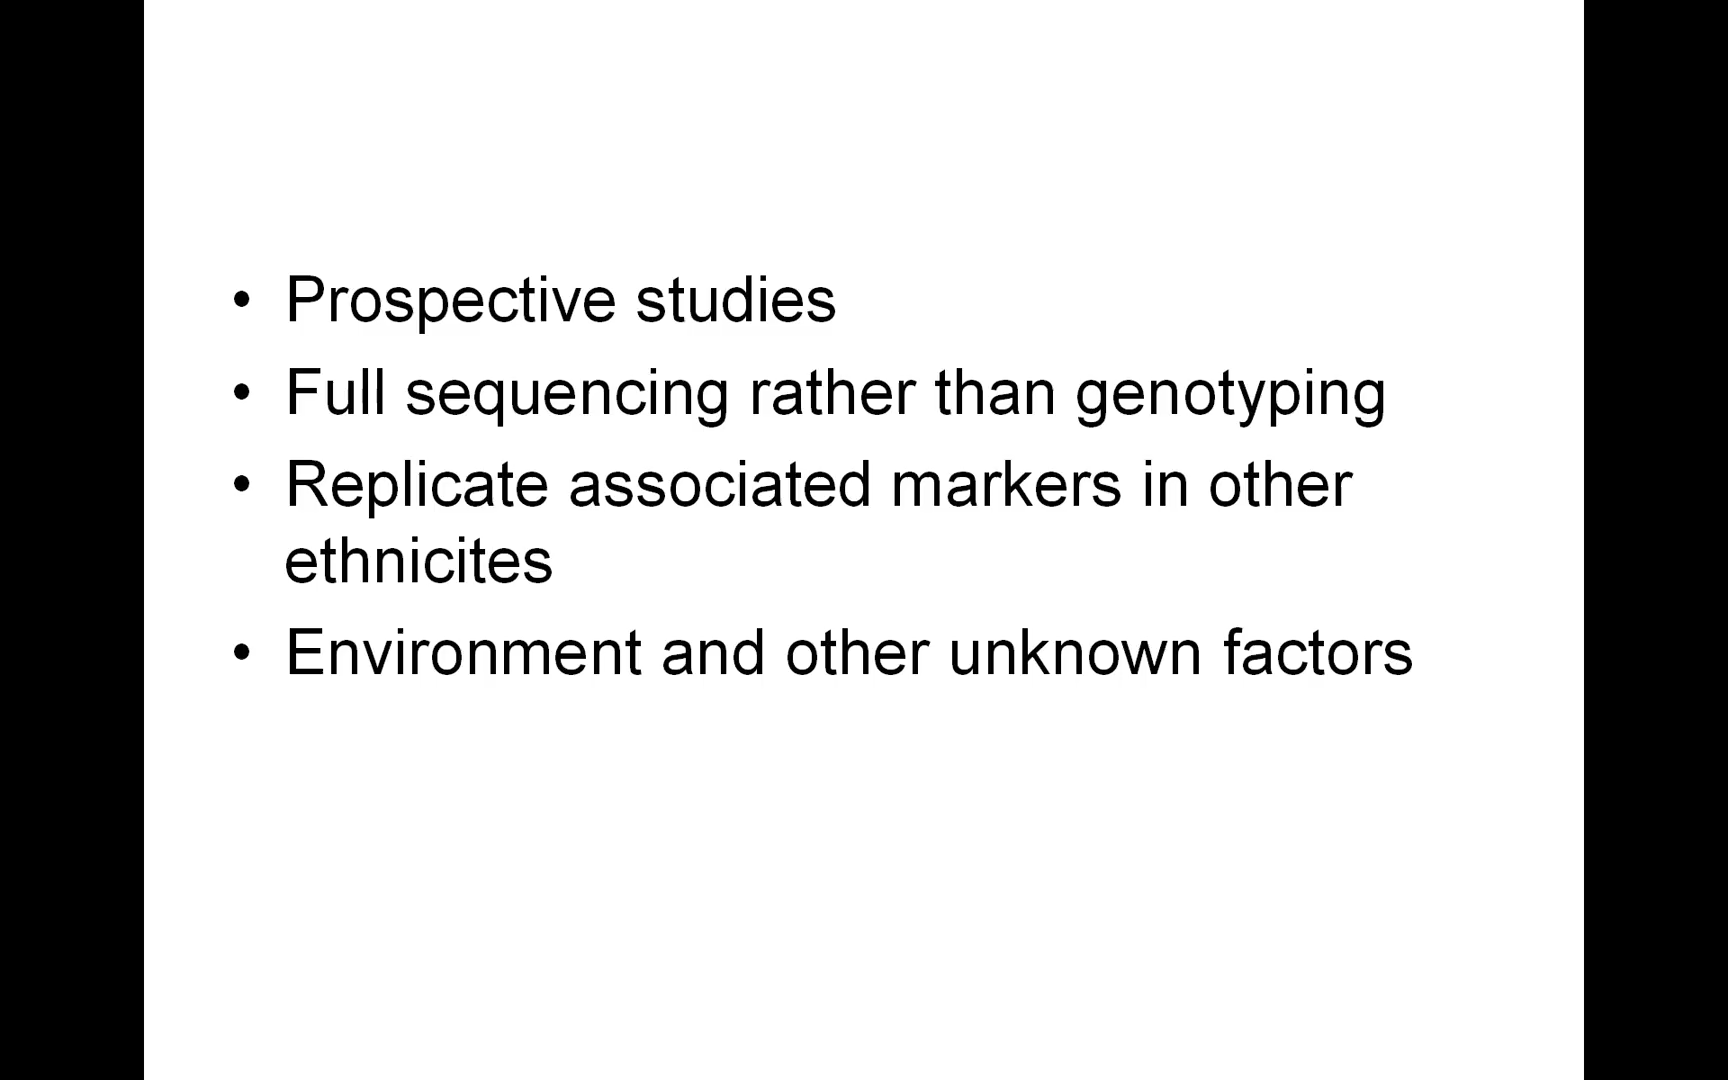 • Prospective studies
• Full sequencing rather than genotyping
• Replicate associated markers in other
ethnicites
• Environment and other unknown factors